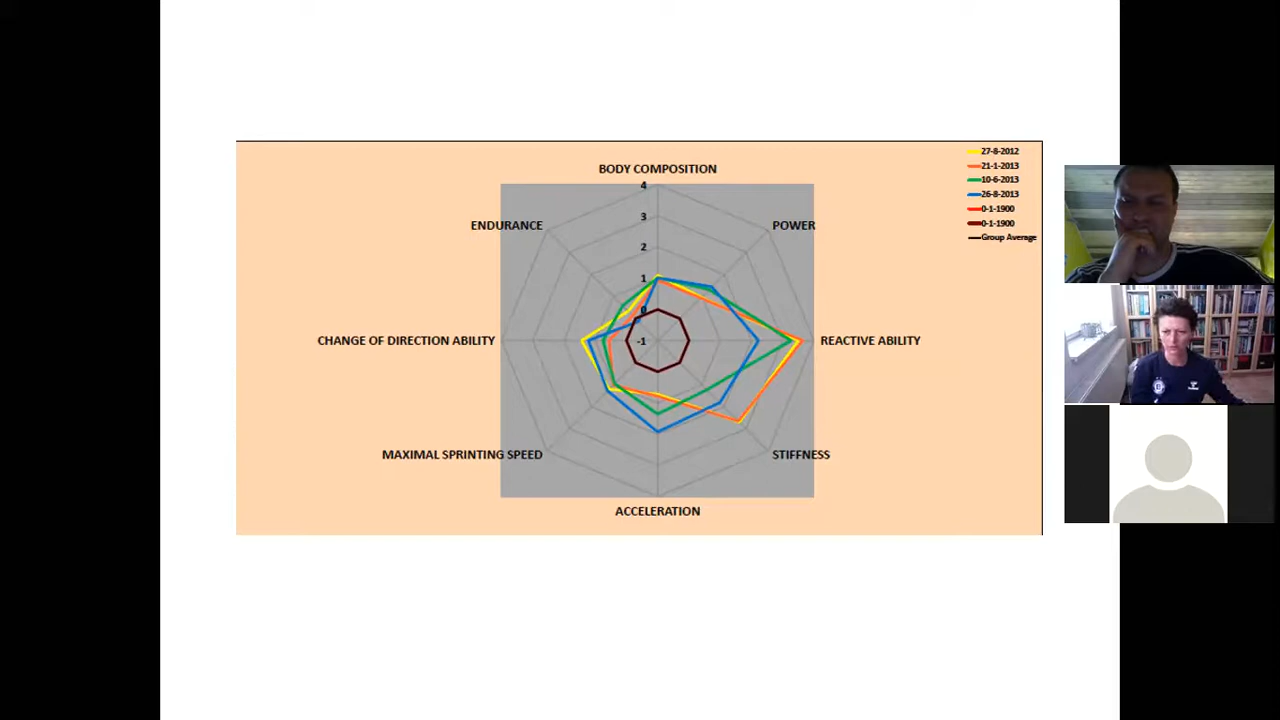 27-8-2012
21-1-2013
10-6-2013
26-8-2013
0-1-1900
0-1-1900
Group Average
BODY COMPOSITION
4
3
2
1
0
-1
ENDURANCE
POWER
CHANGE OF DIRECTION ABILITY
REACTIVE ABILITY
MAXIMAL SPRINTING SPEED
STIFFNESS
ACCELERATION